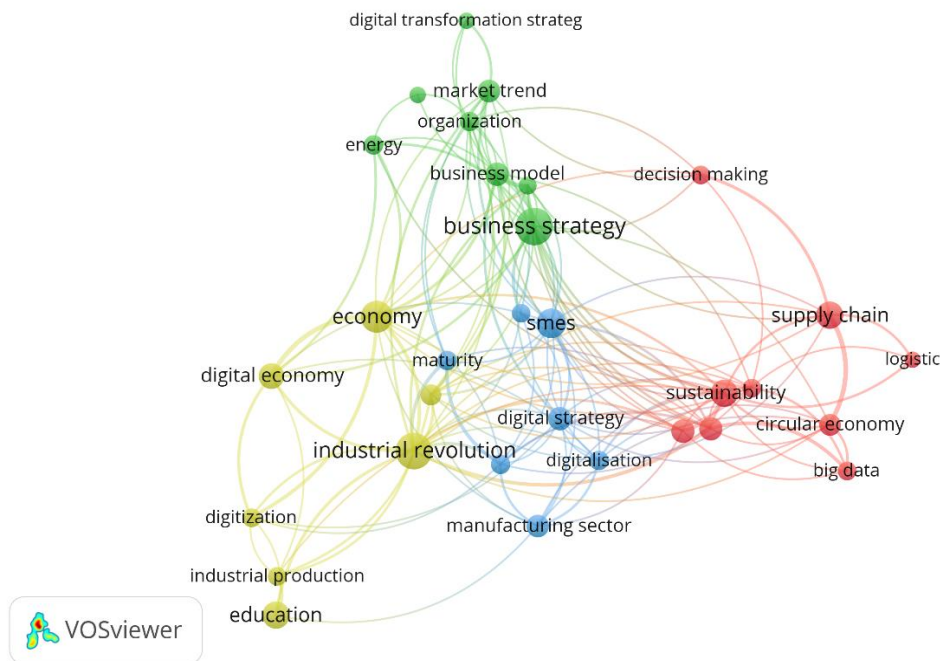 digital transformation strateg
market trend
organization
energy
business model
decision making
business strategy
economy
smes
supply chain
maturity
logistic
digital economy
sustainability
digital strategy
circular economy
industrial revolution
digitalisation
big data
digitization
manufacturing sector
industrial production
education
VOSviewer